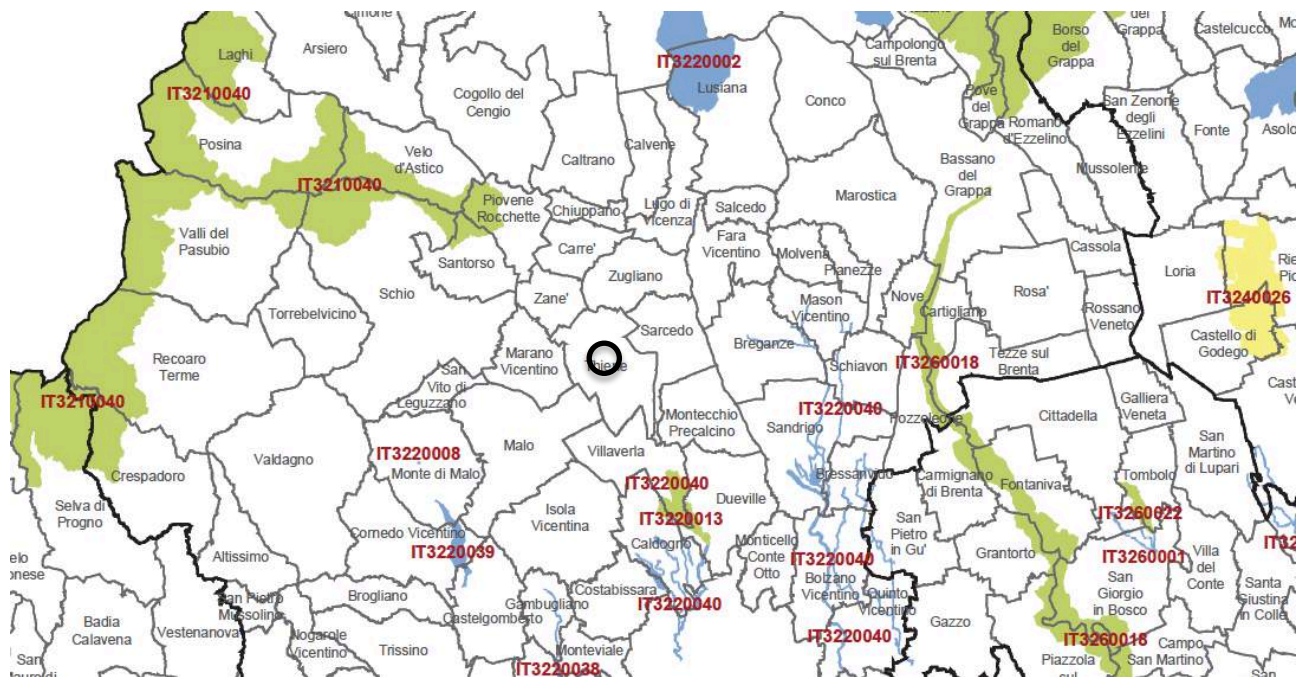 Cimone
Arsiero
Laghi
IT3210040
Cogollo del
Cengio
IT3220002
Lusiana
Conco
Campolongo
sul Brenta
Borso
del
Grappa
del
Grappa
Castelcucco
Pove
del
Grappa
Romano
d'Ezzelino
San Zenone
degli
Ezzelini
Fonte
Asolo
Posina
Velo
d'Astico
IT3210040
Caltrano
Calvene
Bassano
del
Grappa
Mussolente
Piovene
Rocchette
Chiuppano
Lugo di
Vicenza
Salcedo
Marostica
Valli del
Pasubio
Carre'
Fara
Vicentino
Molvena
Pianezze
Cassola
Santorso
Zugliano
Loria
Rie
Pio
Schio
Zane'
Mason
Vicentino
Nove
Cartigliano
Rosa'
Rossano
Veneto
IT3240026
Torrebelvicino
Sarcedo
Breganze
Castello di
Godego
Recoaro
Terme
Marano
Vicentino
Thiene
Schiavon
IT3260018
Tezze sul
Brenta
San
Vito di
Leguzzano
IT3210040
Montecchio
Precalcino
IT3220040
Sandrigo
Pozzoleone
Cittadella
Galliera
Veneta
Malo
Villaverla
San
Martino
di Lupari
Valdagno
IT3220008
Monte di Malo
Crespadoro
IT3220040
Dueville
Bressanvido
Carmignano
di Brenta
Fontaniva
Tombolo
Selva di
Progno
Isola
Vicentina
IT3220013
IT3260022
Cornedo Vicentino
IT3220039
Caldogno
Monticello
Conte
Otto
San
Pietro
in Gu'
Altissimo
IT3220040
Bolzano
Vicentino
Grantorto
IT3260001
Villa
del
Conte
San
Giorgio
in Bosco
Santa
Giustina
in Colle
San Pietro
Mussolino
Brogliano
Castelgomberto
Gambugliano
Costabissara
IT3220040
Quinto
Vicentino
Gazzo
Badia
Calavena
Vestenanova
Nogarole
Vicentino
Trissino
Monteviale
IT3220038
IT3220040
IT3260018
Campo
San Martino
Piazzola
sul
San
San